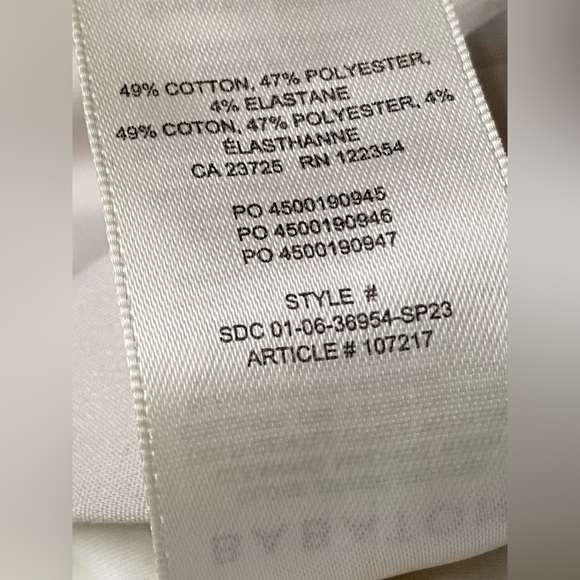 49% COTTON, 47% POLYESTER,
4% ELASTANE
49% COTON, 47% POLYESTER, 4%
ÉLASTHANNE
CA 23725 RN 122354
PO 4500190945
PO 4500190946
PO 4500190947
STYLE #
SDC 01-06-36954-SP23
ARTICLE # 107217